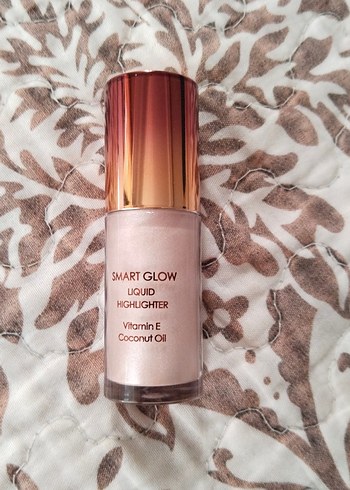 SMART GLOW
LIQUID
HIGHLIGHTER
Vitamin E
Coconut Oil